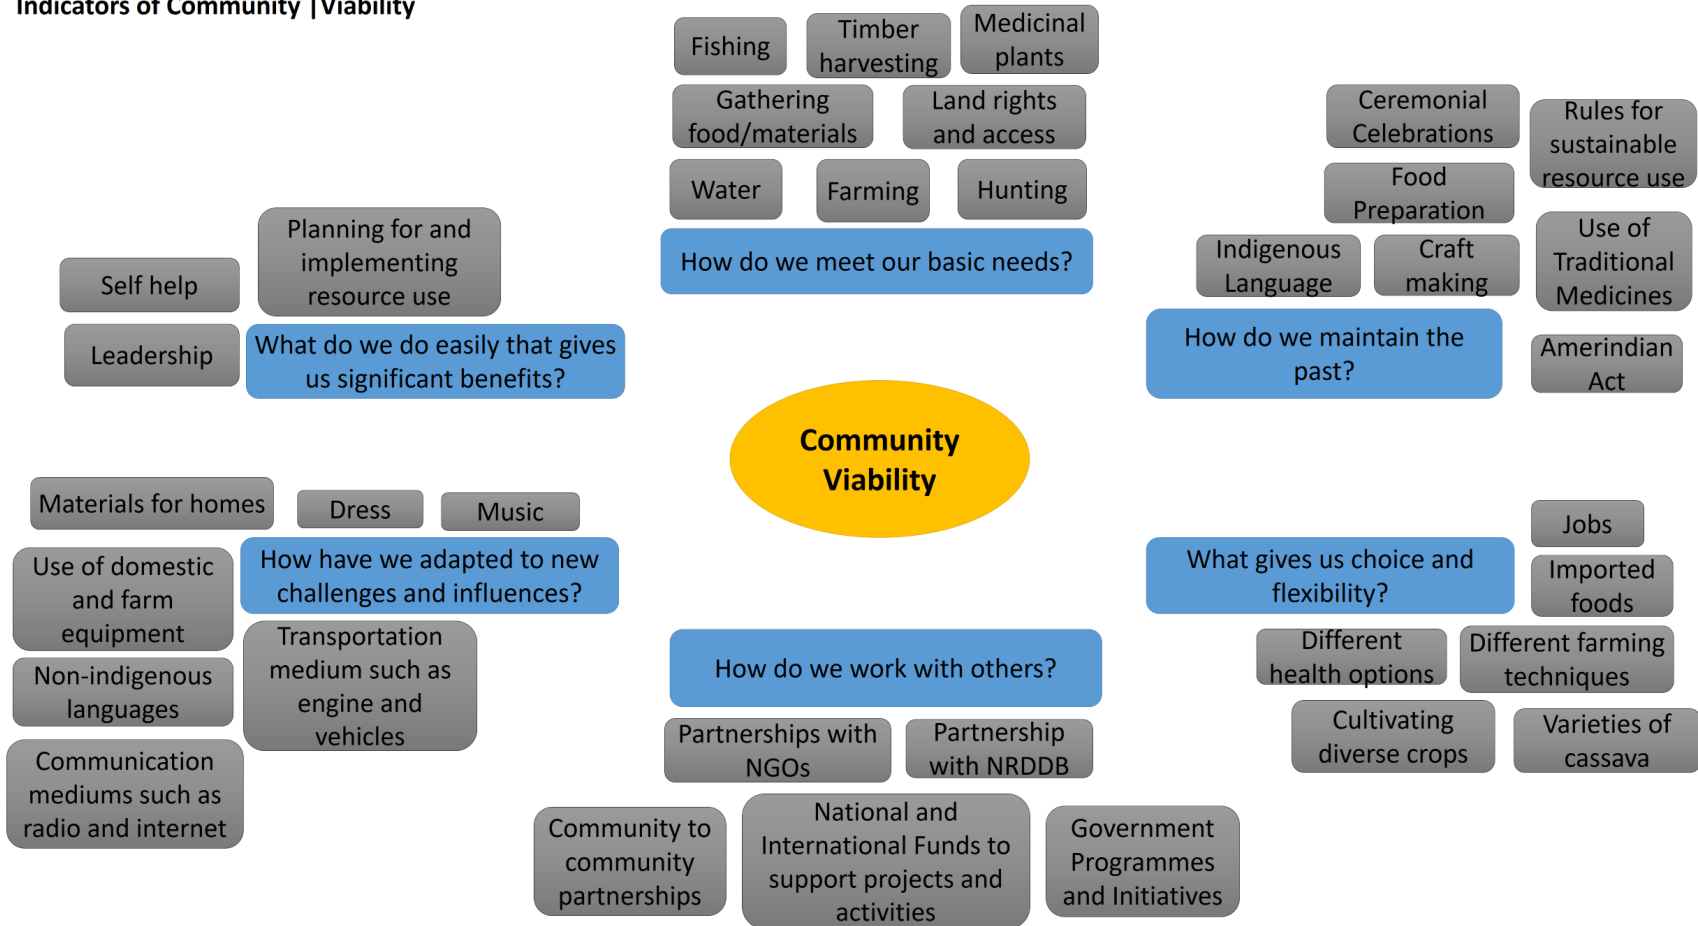 Indicators of Community |Viability
Fishing
Timber
harvesting
Medicinal
plants
Gathering
food/materials
Land rights
and access
Water
Farming
Hunting
How do we meet our basic needs?
Ceremonial
Celebrations
Rules for
sustainable
resource use
Food
Preparation
Use of
Traditional
Medicines
Indigenous
Language
Craft
making
How do we maintain the
past?
Amerindian
Act
Planning for and
implementing
resource use
Self help
Leadership
What do we do easily that gives
us significant benefits?
Community
Viability
Materials for homes
Dress
Music
How have we adapted to new
challenges and influences?
Use of domestic
and farm
equipment
Transportation
medium such as
engine and
vehicles
Non-indigenous
languages
Communication
mediums such as
radio and internet
How do we work with others?
Partnerships with
NGOs
Partnership
with NRDDB
Community to
community
partnerships
National and
International Funds to
support projects and
activities
Government
Programmes
and Initiatives
What gives us choice and
flexibility?
Jobs
Imported
foods
Different
health options
Different farming
techniques
Cultivating
diverse crops
Varieties of
cassava